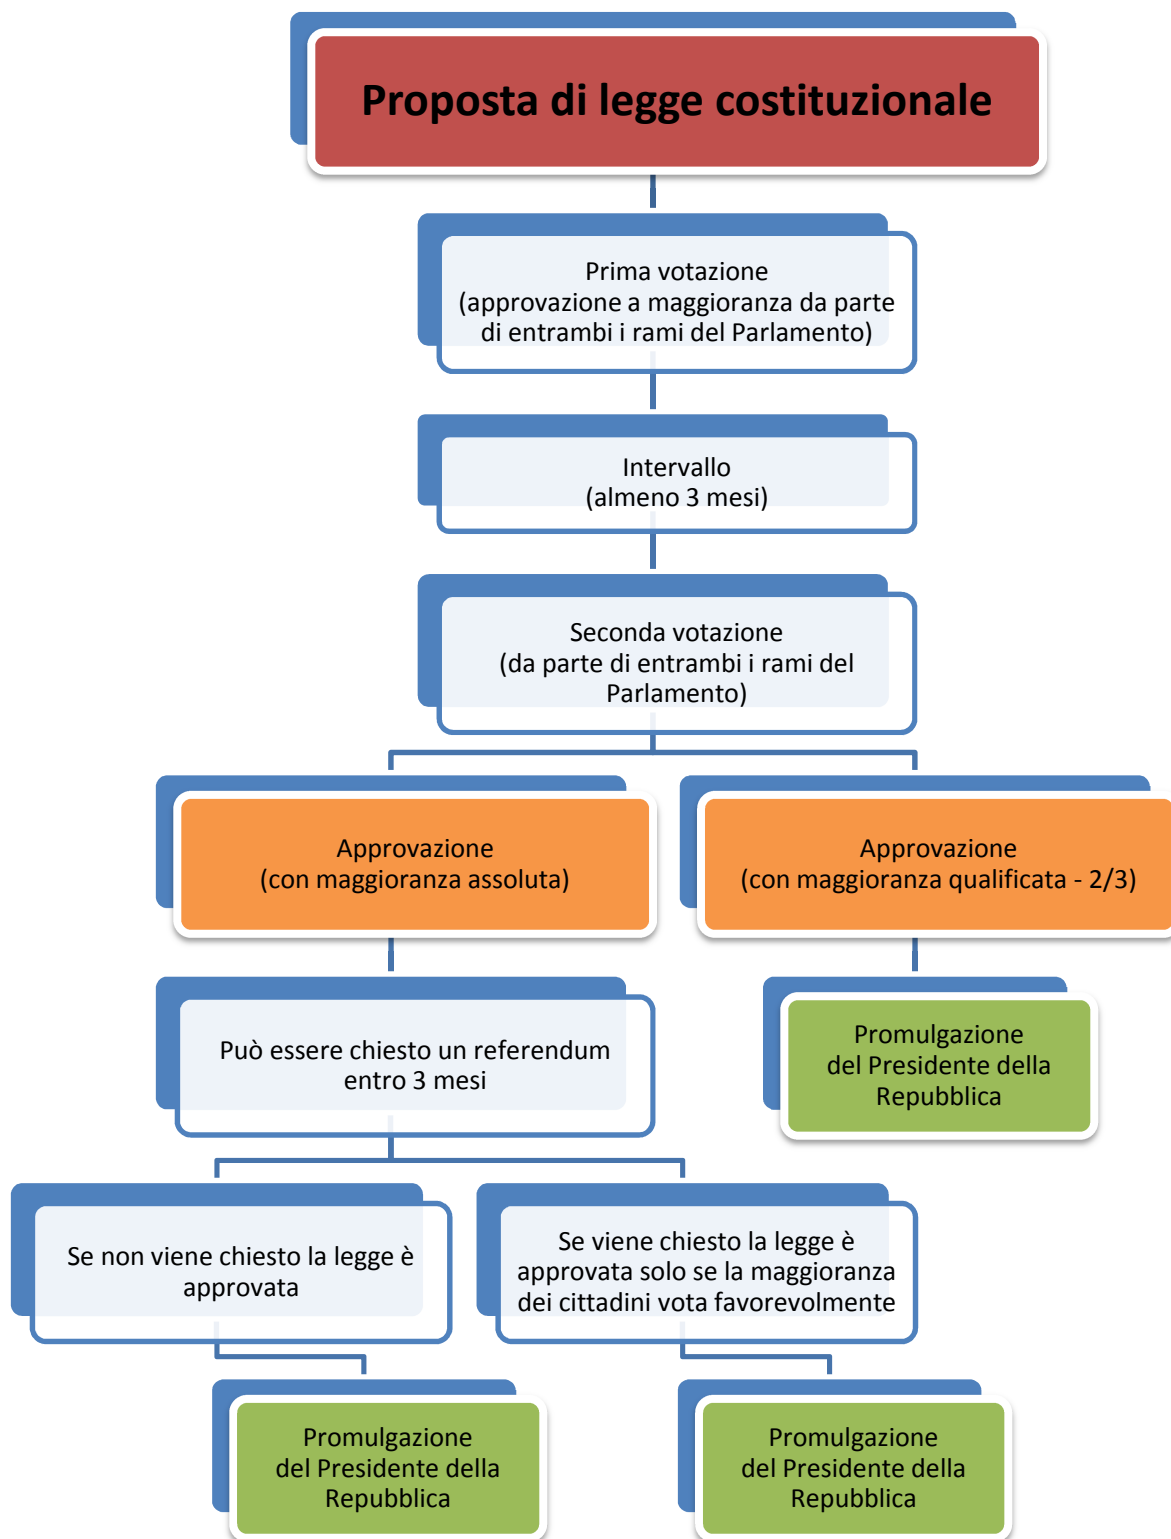 Proposta di legge costituzionale
Prima votazione
(approvazione a maggioranza da parte
di entrambi i rami del Parlamento)
Intervallo
(almeno 3 mesi)
Seconda votazione
(da parte di entrambi i rami del
Parlamento)
Approvazione
(con maggioranza assoluta)
Approvazione
(con maggioranza qualificata - 2/3)
Può essere chiesto un referendum
entro 3 mesi
Promulgazione
del Presidente della
Repubblica
Se non viene chiesto la legge è
approvata
Se viene chiesto la legge è
approvata solo se la maggioranza
dei cittadini vota favorevolmente
Promulgazione
del Presidente della
Repubblica
Promulgazione
del Presidente della
Repubblica